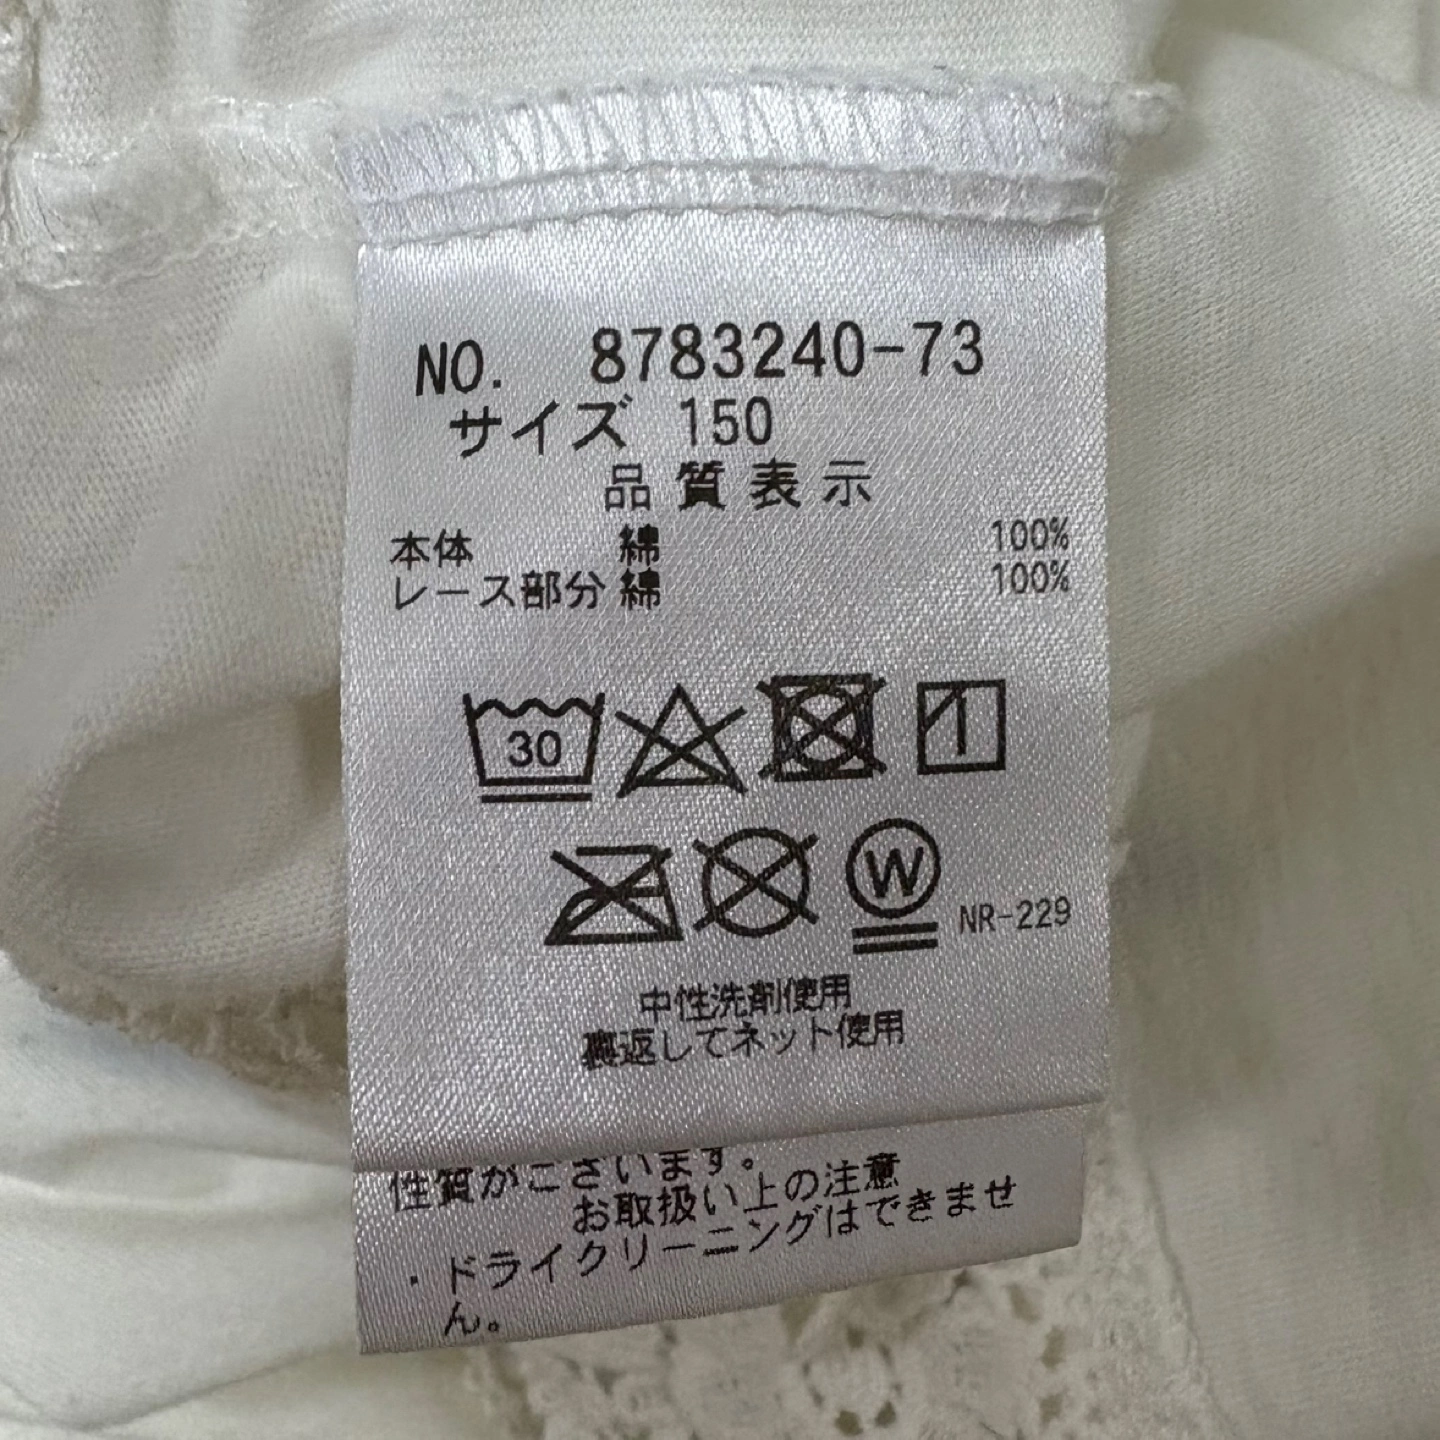 NO. 8783240-73
サイズ 150
品質表示
本体 綿 100%
レース部分 綿 100%
30
W NR-229
中性洗剤使用
裏返してネット使用
性質がございます。
お取扱い上の注意
・ドライクリーニングはできませ
ん。